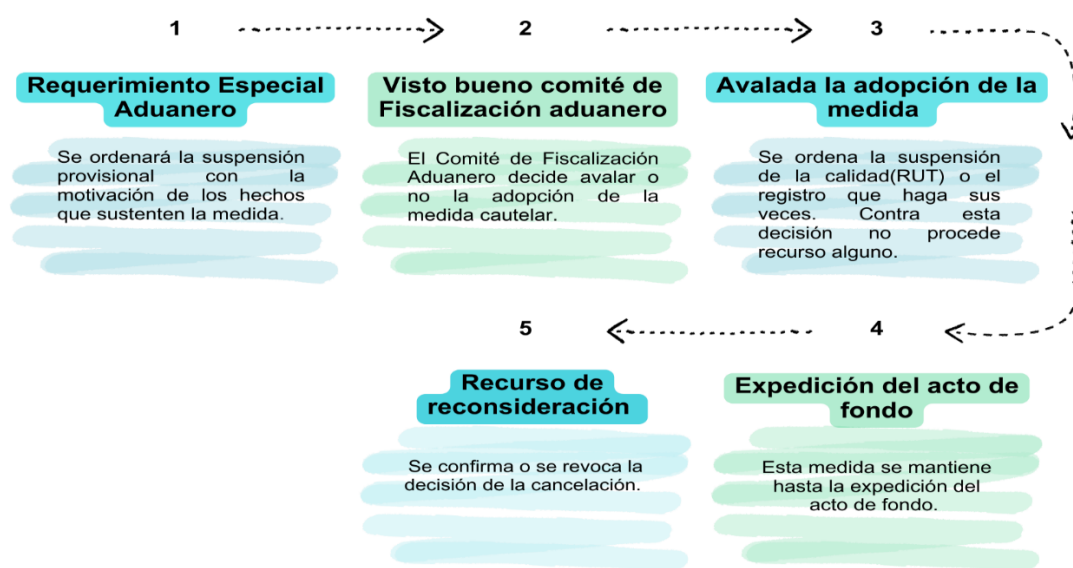 1
2
3
Requerimiento Especial
Aduanero
Se ordenará la suspensión
provisional con la
motivación de los hechos
que sustenten la medida.
Visto bueno comité de
Fiscalización aduanero
El Comité de Fiscalización
Aduanero decide avalar o
no la adopción de la
medida cautelar.
Avalada la adopción de la
medida
Se ordena la suspensión
de la calidad(RUT) o el
registro que haga sus
veces. Contra esta
decisión no procede
recurso alguno.
5
4
Recurso de
reconsideración
Se confirma o se revoca la
decisión de la cancelación.
Expedición del acto de
fondo
Esta medida se mantiene
hasta la expedición del
acto de fondo.